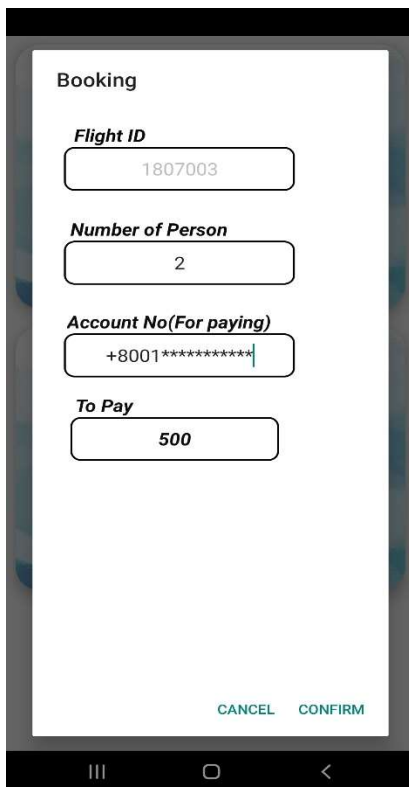 Booking
Flight ID
1807003
Number of Person
2
Account No(For paying)
+8001***********
To Pay
500
CANCEL CONFIRM